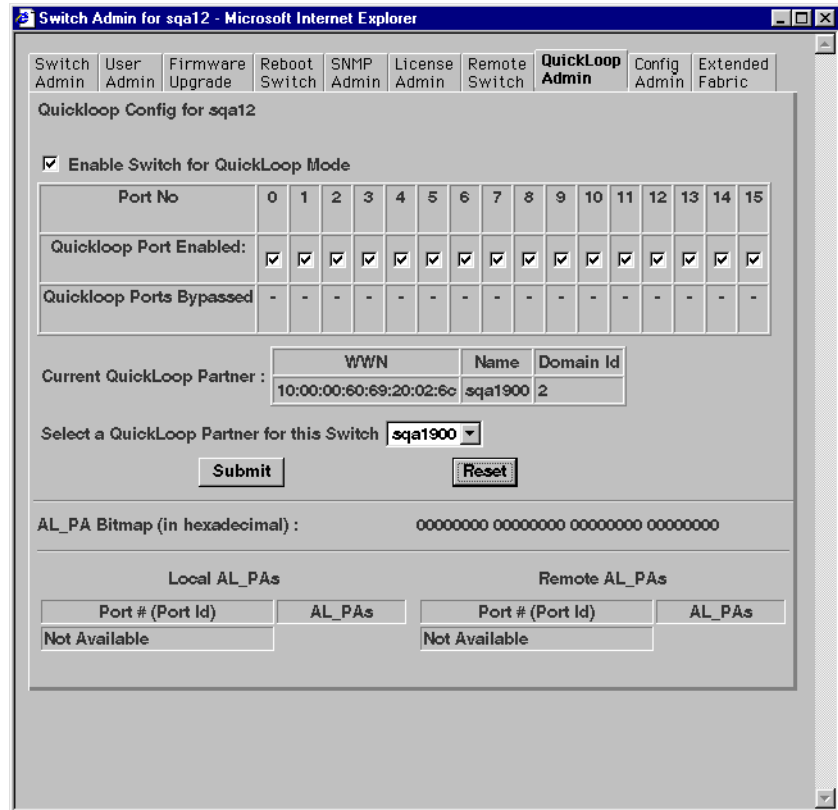 Switch Admin for sqa12 - Microsoft Internet Explorer
Switch Admin User Admin Firmware Upgrade Reboot Switch SNMP Admin License Admin Remote Switch QuickLoop Admin Config Admin Extended Fabric
Quickloop Config for sqa12
Enable Switch for QuickLoop Mode
Port No 0 1 2 3 4 5 6 7 8 9 10 11 12 13 14 15
Quickloop Port Enabled:
Quickloop Ports Bypassed - - - - - - - - - - - - - - - -
WWN Name Domain Id
Current QuickLoop Partner :
10:00:00:60:69:20:02:6c sqa1900 2
Select a QuickLoop Partner for this Switch sqa1900
Submit Reset
AL_PA Bitmap (in hexadecimal) : 00000000 00000000 00000000 00000000
Local AL_PAs Remote AL_PAs
Port # (Port Id) AL_PAs Port # (Port Id) AL_PAs
Not Available Not Available